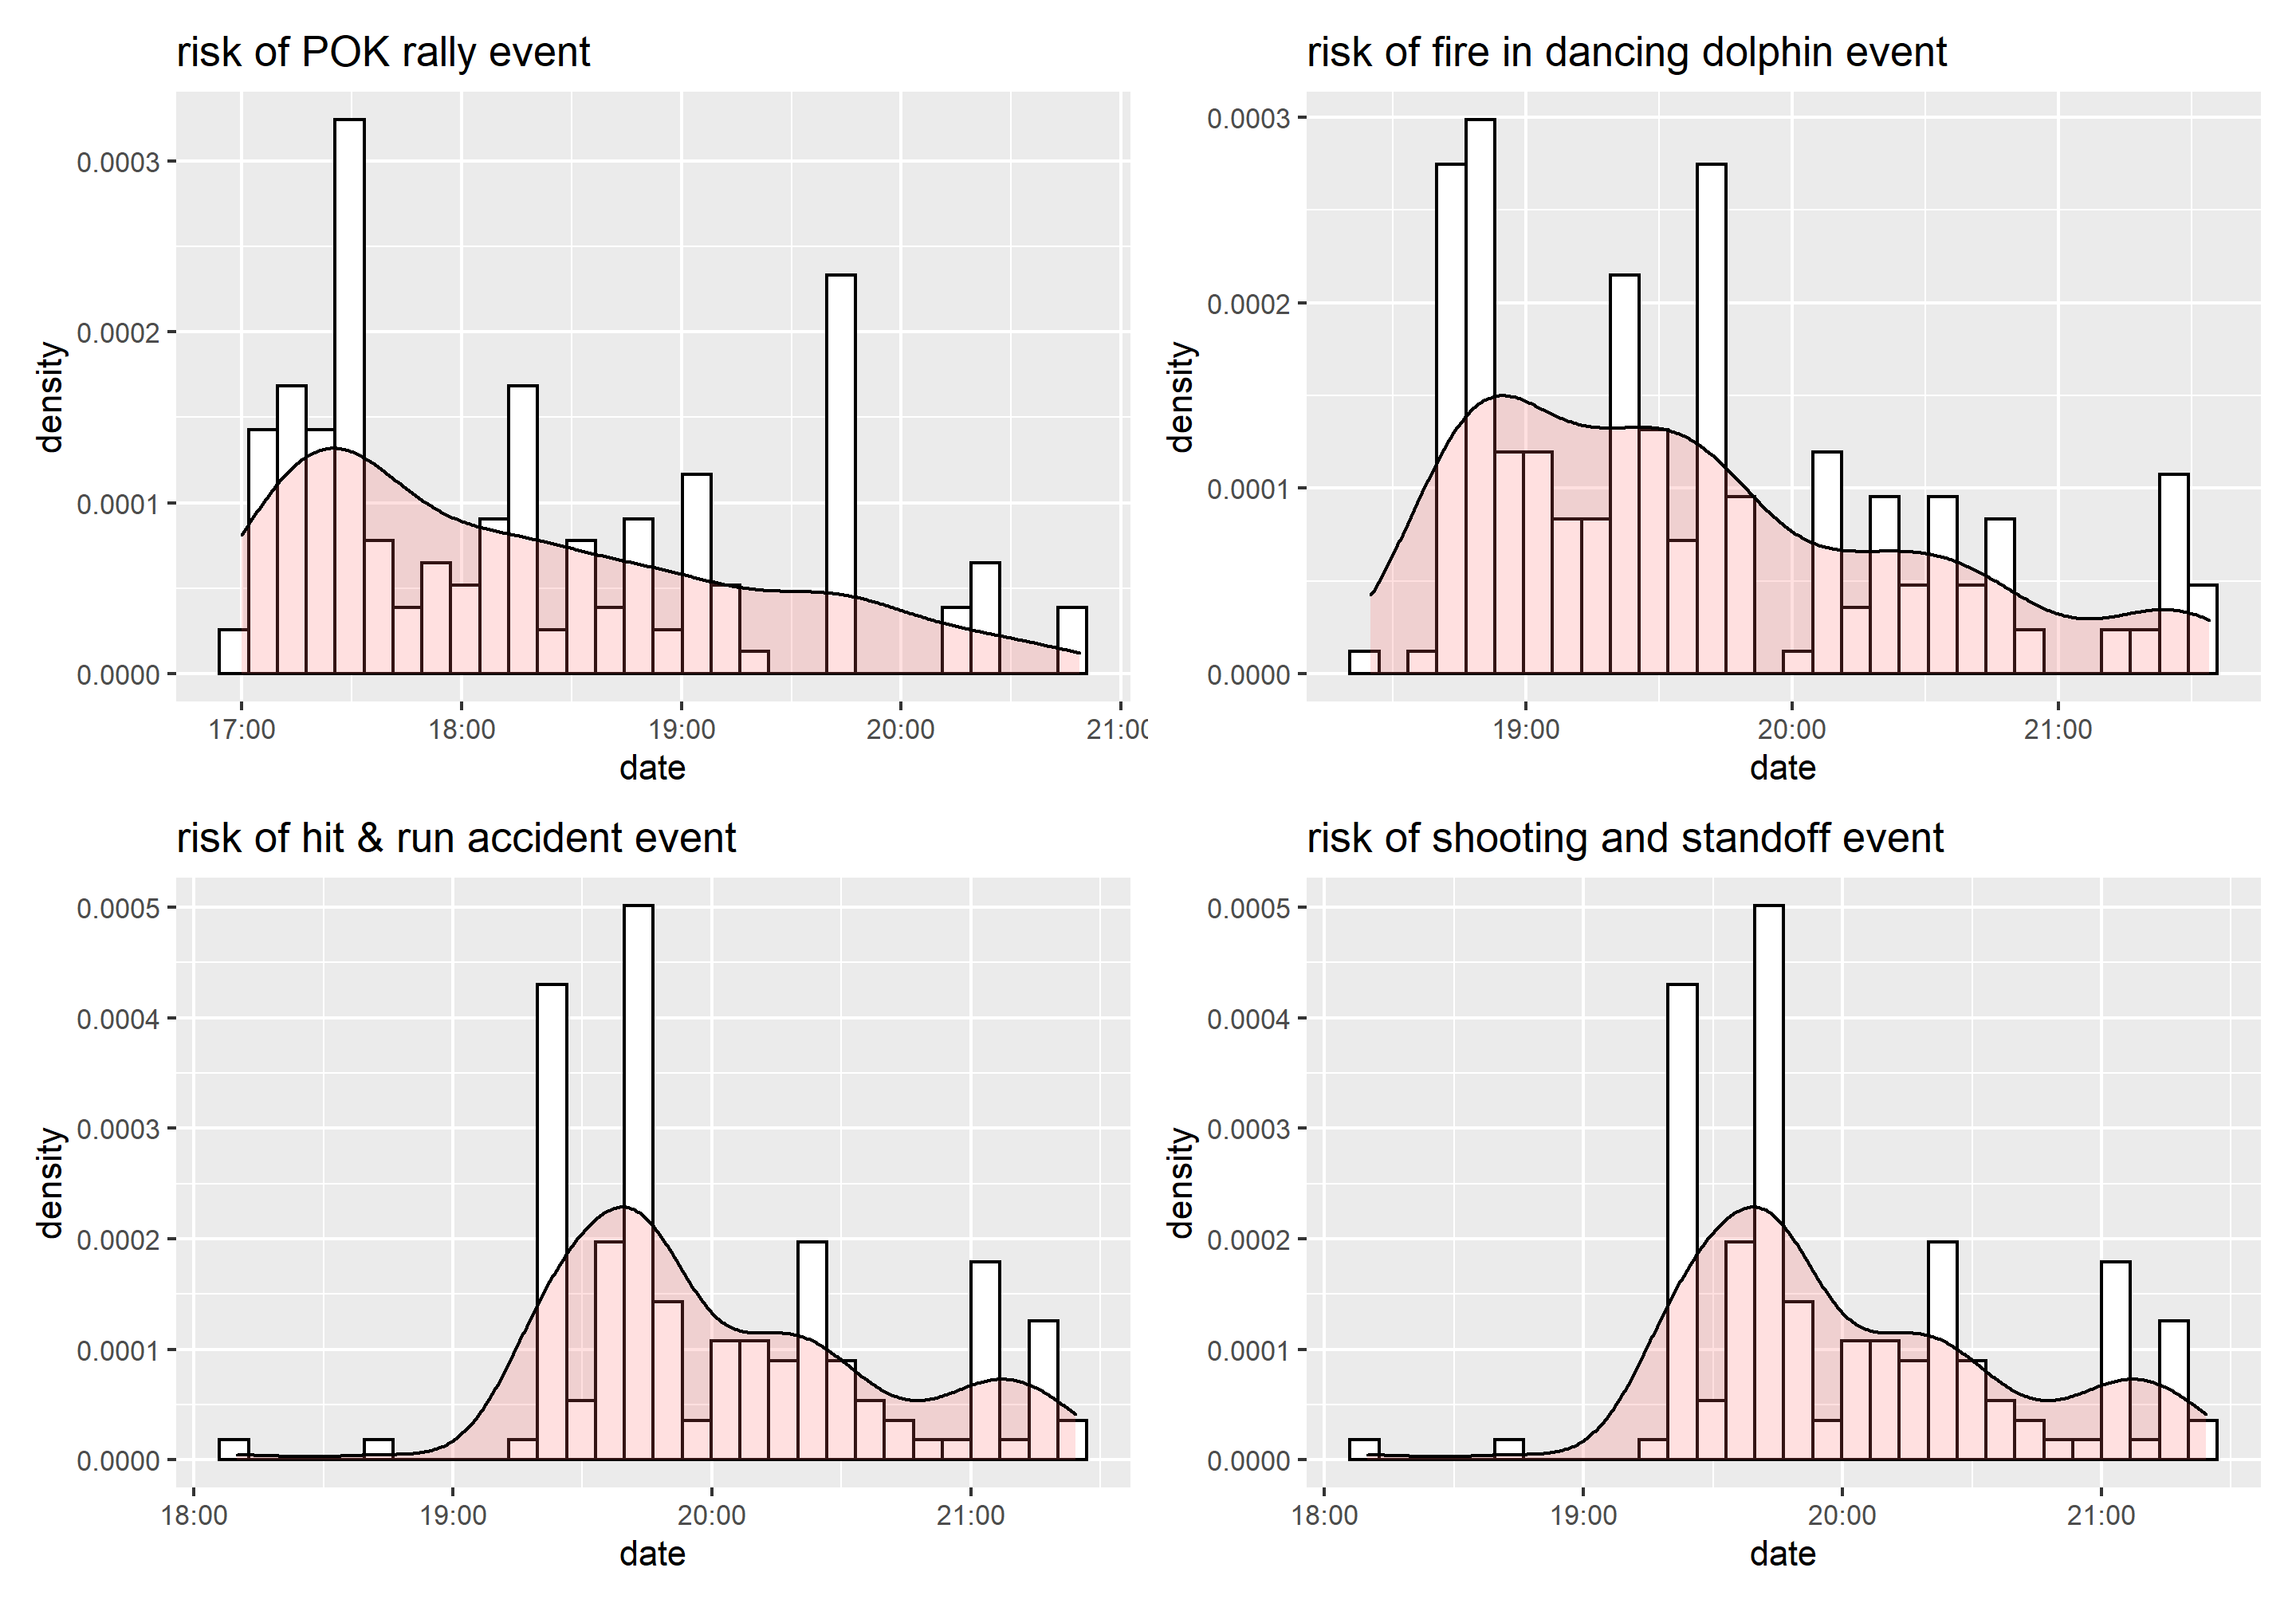 risk of POK rally event
density
0.0003
0.0002
0.0001
0.0000
17:00 18:00 19:00 20:00 21:00
date
risk of fire in dancing dolphin event
density
0.0003
0.0002
0.0001
0.0000
19:00 20:00 21:00
date
risk of hit & run accident event
density
0.0005
0.0004
0.0003
0.0002
0.0001
0.0000
18:00 19:00 20:00 21:00
date
risk of shooting and standoff event
density
0.0005
0.0004
0.0003
0.0002
0.0001
0.0000
18:00 19:00 20:00 21:00
date